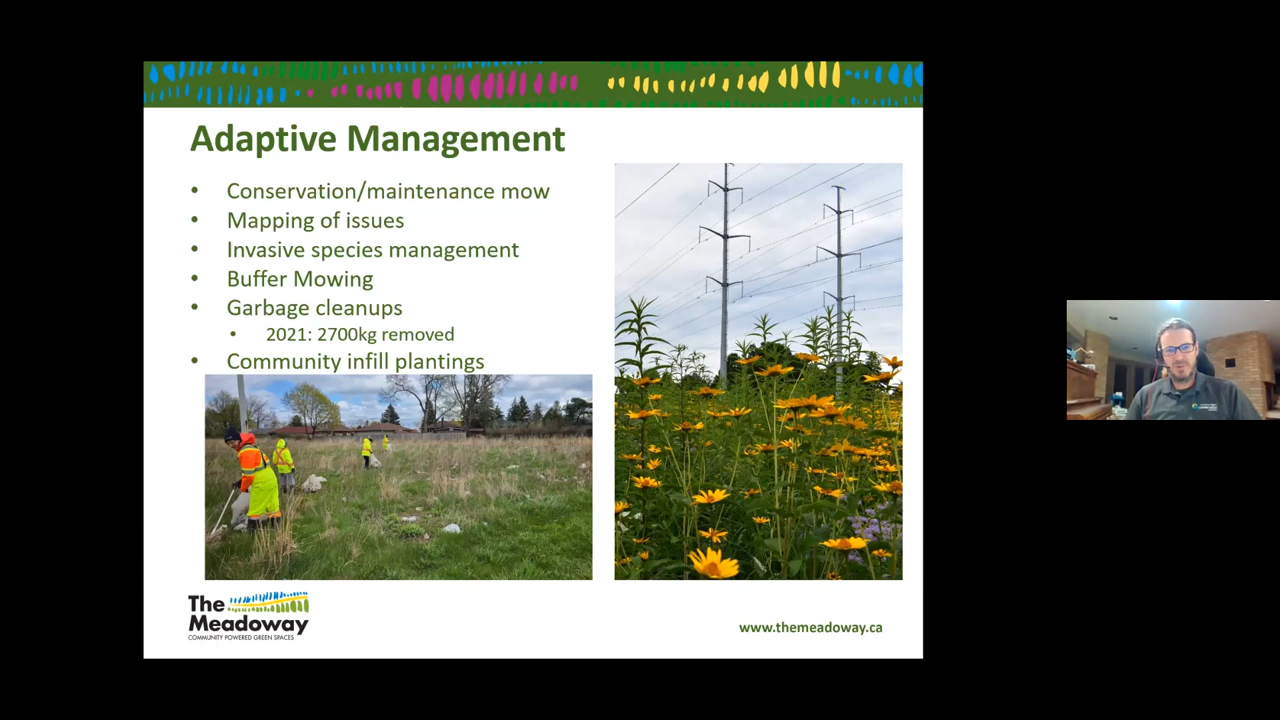 Adaptive Management
• Conservation/maintenance mow
• Mapping of issues
• Invasive species management
• Buffer Mowing
• Garbage cleanups
• 2021: 2700kg removed
• Community infill plantings
The
Meadoway
COMMUNITY POWERED GREEN SPACES
www.themeadoway.ca